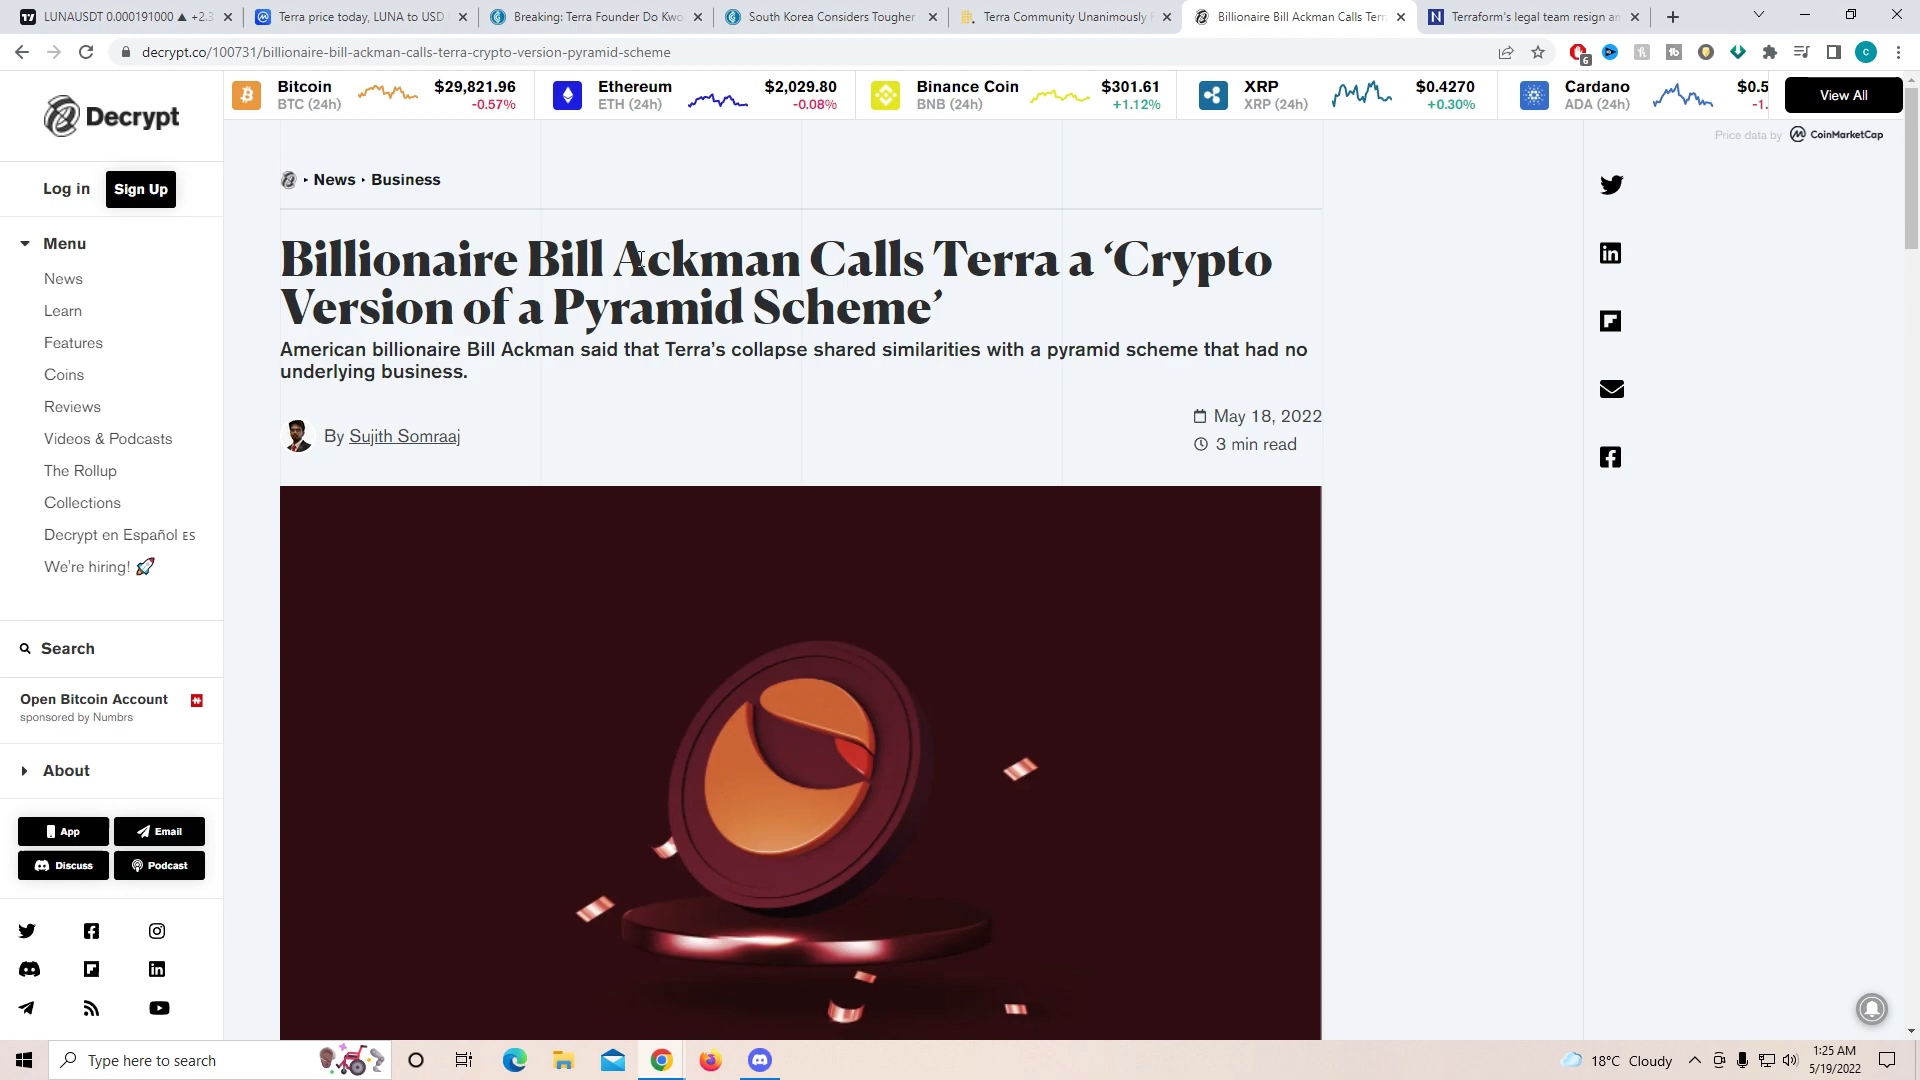 LUNAUSDT 0.000191000 ▲ +2.3
Terra price today, LUNA to USD
Breaking: Terra Founder Do Kwo
South Korea Considers Tougher
Terra Community Unanimously
Billionaire Bill Ackman Calls Terr
Terraform's legal team resign an
decrypt.co/100731/billionaire-bill-ackman-calls-terra-crypto-version-pyramid-scheme
6
c
Decrypt
Bitcoin
BTC (24h)
$29,821.96
-0.57%
Ethereum
ETH (24h)
$2,029.80
-0.08%
Binance Coin
BNB (24h)
$301.61
+1.12%
XRP
XRP (24h)
$0.4270
+0.30%
Cardano
ADA (24h)
$0.5
-1.
View All
Price data by CoinMarketCap
Log in
Sign Up
Menu
News
Learn
Features
Coins
Reviews
Videos & Podcasts
The Rollup
Collections
Decrypt en Español ES
We're hiring! 🚀
Search
Open Bitcoin Account
sponsored by Numbrs
About
App
Email
Discuss
Podcast
News
Business
Billionaire Bill Ackman Calls Terra a ‘Crypto
Version of a Pyramid Scheme’
American billionaire Bill Ackman said that Terra’s collapse shared similarities with a pyramid scheme that had no
underlying business.
By Sujith Somraaj
May 18, 2022
3 min read
Type here to search
18°C Cloudy
1:25 AM
5/19/2022